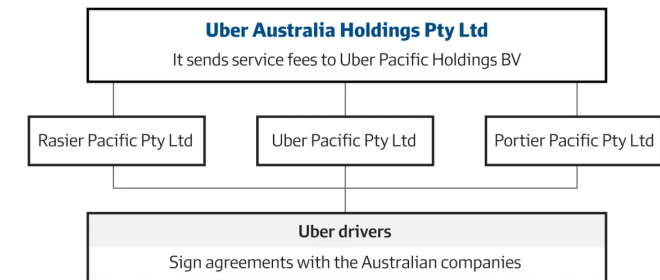 Uber Australia Holdings Pty Ltd
It sends service fees to Uber Pacific Holdings BV
Rasier Pacific Pty Ltd
Uber Pacific Pty Ltd
Portier Pacific Pty Ltd
Uber drivers
Sign agreements with the Australian companies